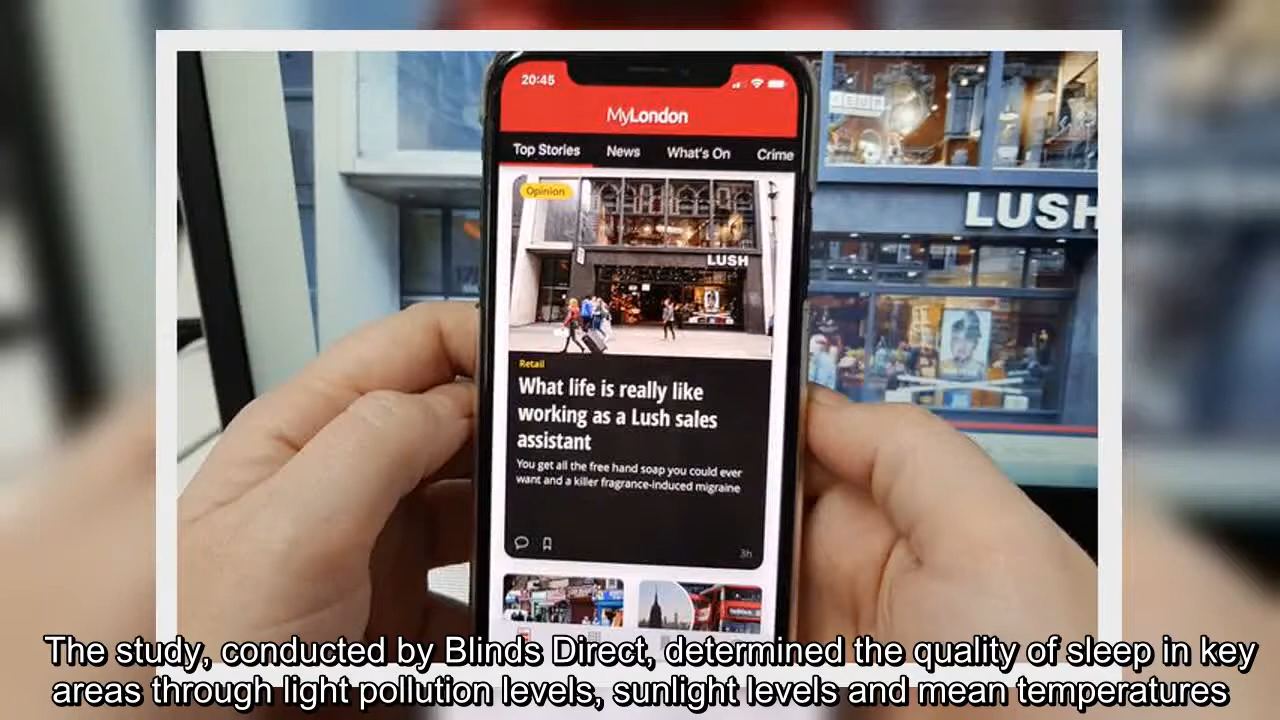 20:45
MyLondon
Top Stories News What's On Crime
Opinion
LUSH
LUSH
Retail
What life is really like
working as a Lush sales
assistant
You get all the free hand soap you could ever
want and a killer fragrance-induced migraine
3h
The study, conducted by Blinds Direct, determined the quality of sleep in key
areas through light pollution levels, sunlight levels and mean temperatures